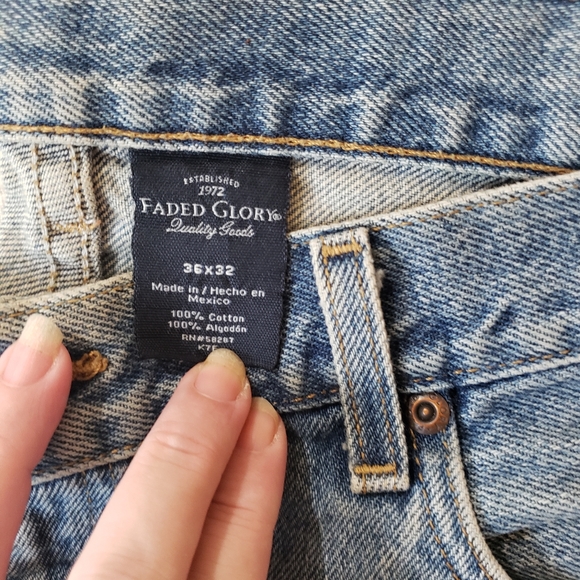 ESTABLISHED
1972
FADED GLORY®
Quality Goods
36X32
Made in / Hecho en
Mexico
100% Cotton
100% Algodón
RN#58287